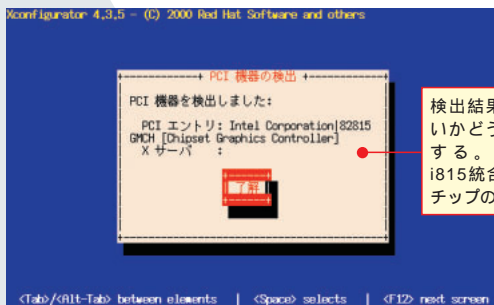 Xconfigurator 4.3.5 - (C) 2000 Red Hat Software and others
PCI 機器の検出
PCI 機器を検出しました:
PCI エントリ: Intel Corporation|82815
GMCH [Chipset Graphics Controller]
X サーバ :
了解
検出結果
いかどう
する。
i815統合
チップの
<Tab>/<Alt-Tab> between elements | <Space> selects | <F12> next screen